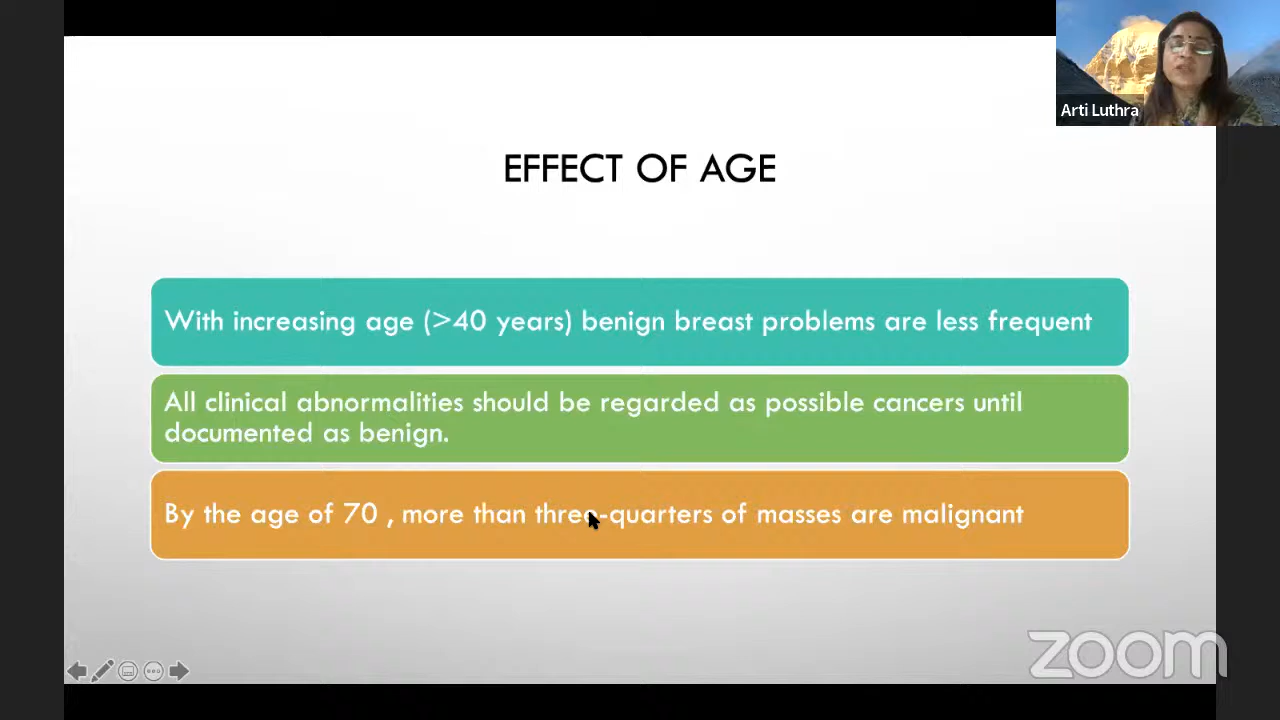 Arti Luthra
EFFECT OF AGE
With increasing age (>40 years) benign breast problems are less frequent
All clinical abnormalities should be regarded as possible cancers until
documented as benign.
By the age of 70 , more than three-quarters of masses are malignant
zoom